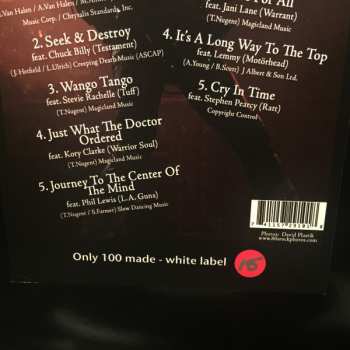 Van Halen / A.Van Halen / M.
Music Corp. / Chrysalis Standards, Inc.
2. Seek & Destroy
feat. Chuck Billy (Testament)
(J.Hetfield / L.Ulrich) Creeping Death Music (ASCAP)
3. Wango Tango
feat. Stevie Rachelle (Tuff)
(T.Nugent) Magicland Music
4. Just What The Doctor
Ordered
feat. Kory Clarke (Warrior Soul)
(T.Nugent) Magicland Music
5. Journey To The Center Of
The Mind
feat. Phil Lewis (L.A. Guns)
(T.Nugent / S.Farmer) Slow Dancing Music
For All
feat. Jani Lane (Warrant)
(T.Nugent) Magicland Music
4. It's A Long Way To The Top
feat. Lemmy (Motörhead)
(A.Young / B.Scott) J Albert & Son Ltd.
5. Cry In Time
feat. Stephen Pearcy (Ratt)
Copyright Control
Photos: David Plastik
Only 100 made - white label